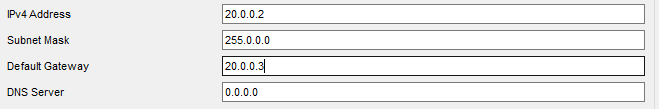 IPv4 Address 20.0.0.2
Subnet Mask 255.0.0.0
Default Gateway 20.0.0.3
DNS Server 0.0.0.0